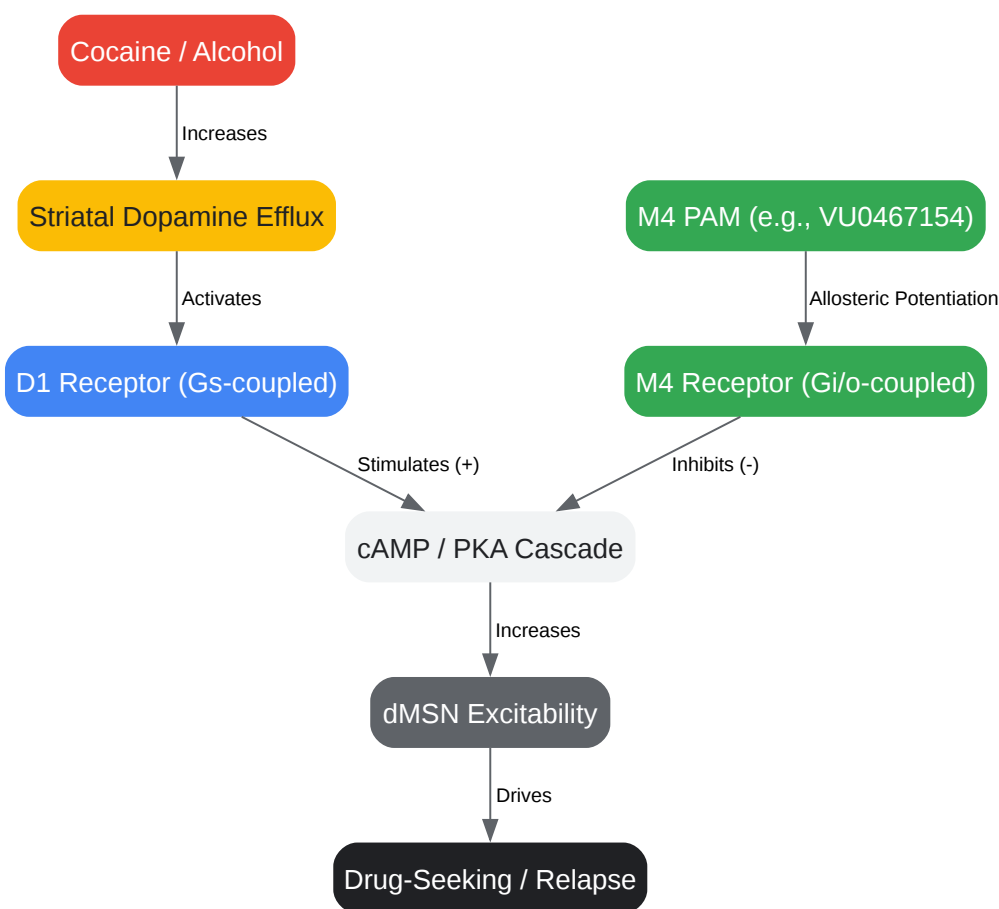 Cocaine / Alcohol
Increases
Striatal Dopamine Efflux
M4 PAM (e.g., VU0467154)
Activates
Allosteric Potentiation
D1 Receptor (Gs-coupled)
M4 Receptor (Gi/o-coupled)
Stimulates (+)
Inhibits (-)
cAMP / PKA Cascade
Increases
dMSN Excitability
Drives
Drug-Seeking / Relapse